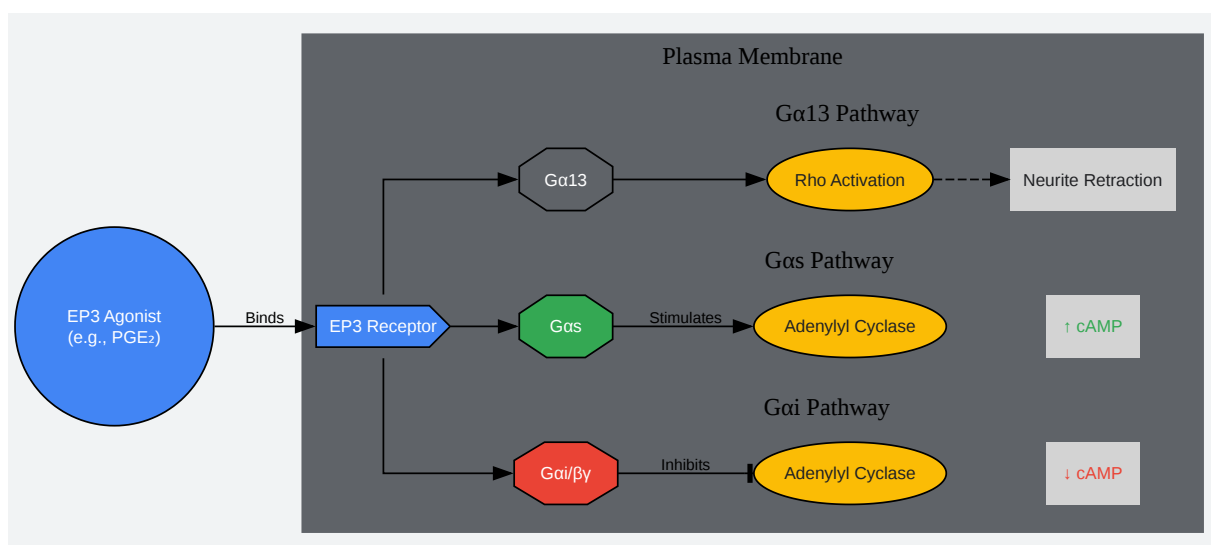 Plasma Membrane
Gα13 Pathway
Gα13
Rho Activation
Neurite Retraction
Gαs Pathway
EP3 Agonist
(e.g., PGE₂)
Binds
EP3 Receptor
Gαs
Stimulates
Adenylyl Cyclase
↑ cAMP
Gαi Pathway
Gαi/βγ
Inhibits
Adenylyl Cyclase
↓ cAMP